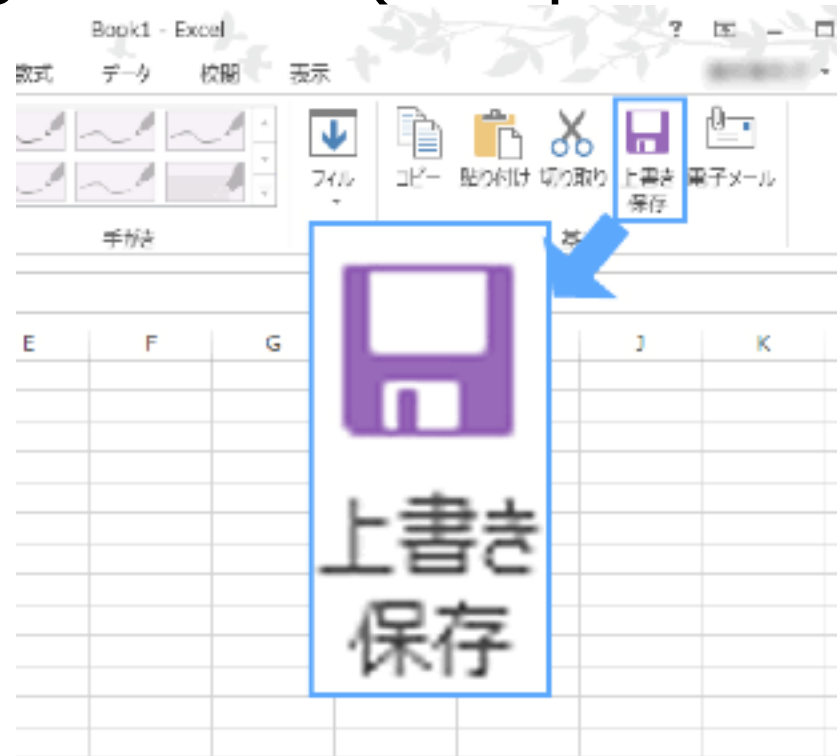 Book1 - Excel
?
数式 データ 校閲 表示
フィル
コピー
貼り付け
切り取り
上書き
保存
電子メール
手がき
基
E F G J K
上書き
保存